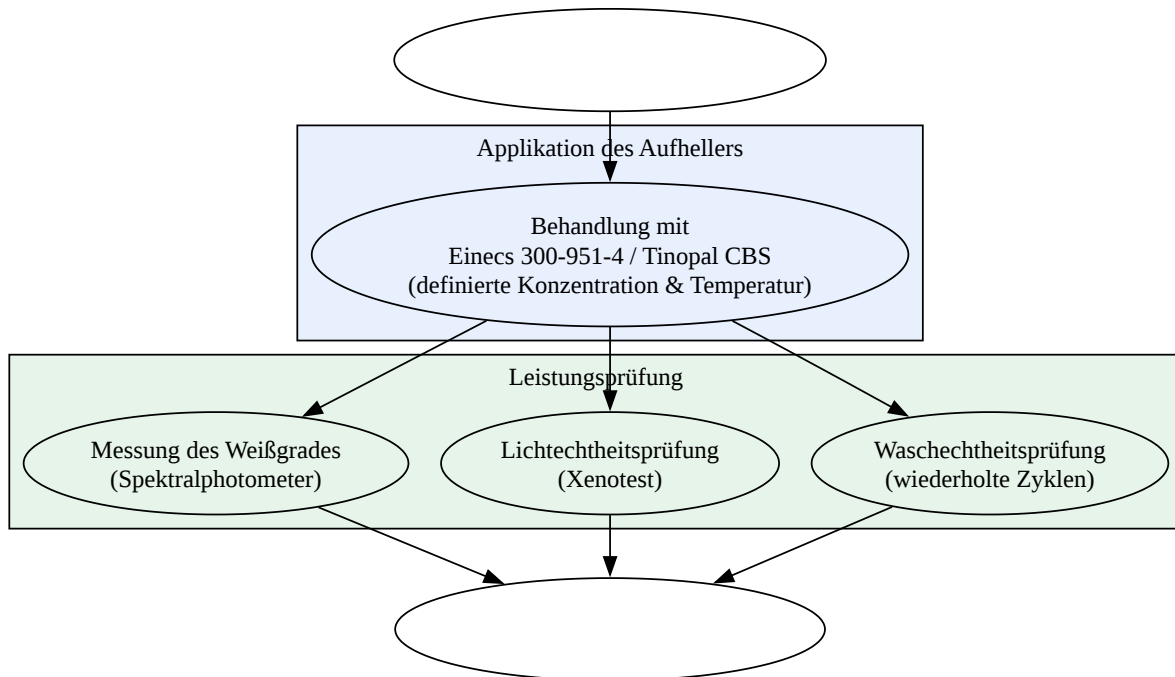 Applikation des Aufhellers
Behandlung mit
Einecs 300-951-4 / Tinopal CBS
(definierte Konzentration & Temperatur)
Leistungsprüfung
Messung des Weißgrades
(Spektralphotometer)
Lichtechtheitsprüfung
(Xenotest)
Waschechtheitsprüfung
(wiederholte Zyklen)